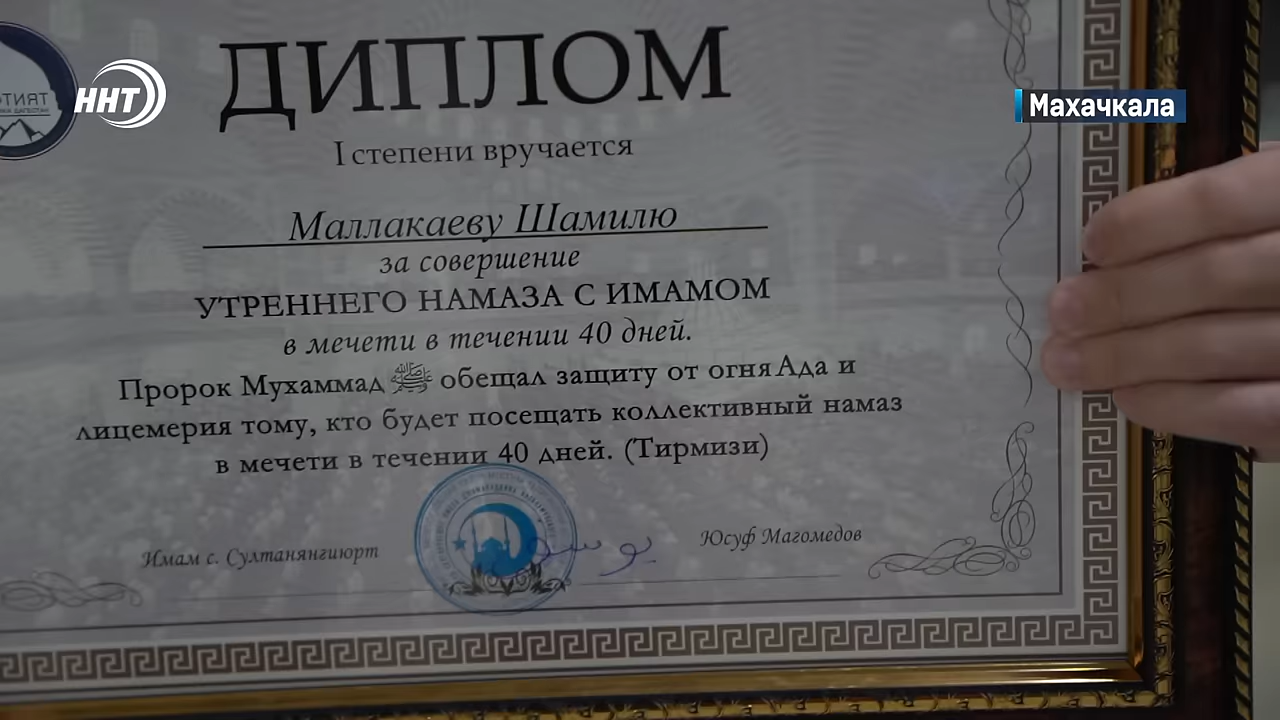 ННТ
Махачкала
ДИПЛОМ
I степени вручается
Маллакаеву Шамилю
за совершение
УТРЕННЕГО НАМАЗА С ИМАМОМ
в мечети в течении 40 дней.
Пророк Мухаммад ﷺ обещал защиту от огня Ада и
лицемерия тому, кто будет посещать коллективный намаз
в мечети в течении 40 дней. (Тирмизи)
Имам с. Султанянгиюрт
Юсуф Магомедов